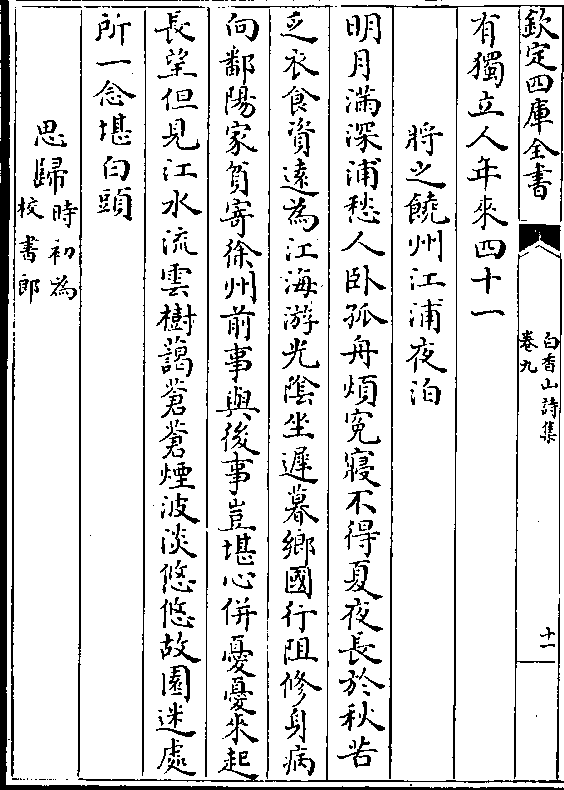 欽定四庫全書
白香山詩集
卷九
十一
有獨立人年來四十一
將之饒州江浦夜泊
明月滿深浦愁人卧孤舟煩寃寢不得夏夜長於秋苦
乏衣食資遠為江海游光陰坐遲暮鄉國行阻修身病
向鄱陽家貧寄徐州前事與後事豈堪心併憂憂來起
長望但見江水流雲樹藹蒼蒼煙波淡悠悠故園迷處
所一念堪白頭
思歸時初為
校書郎